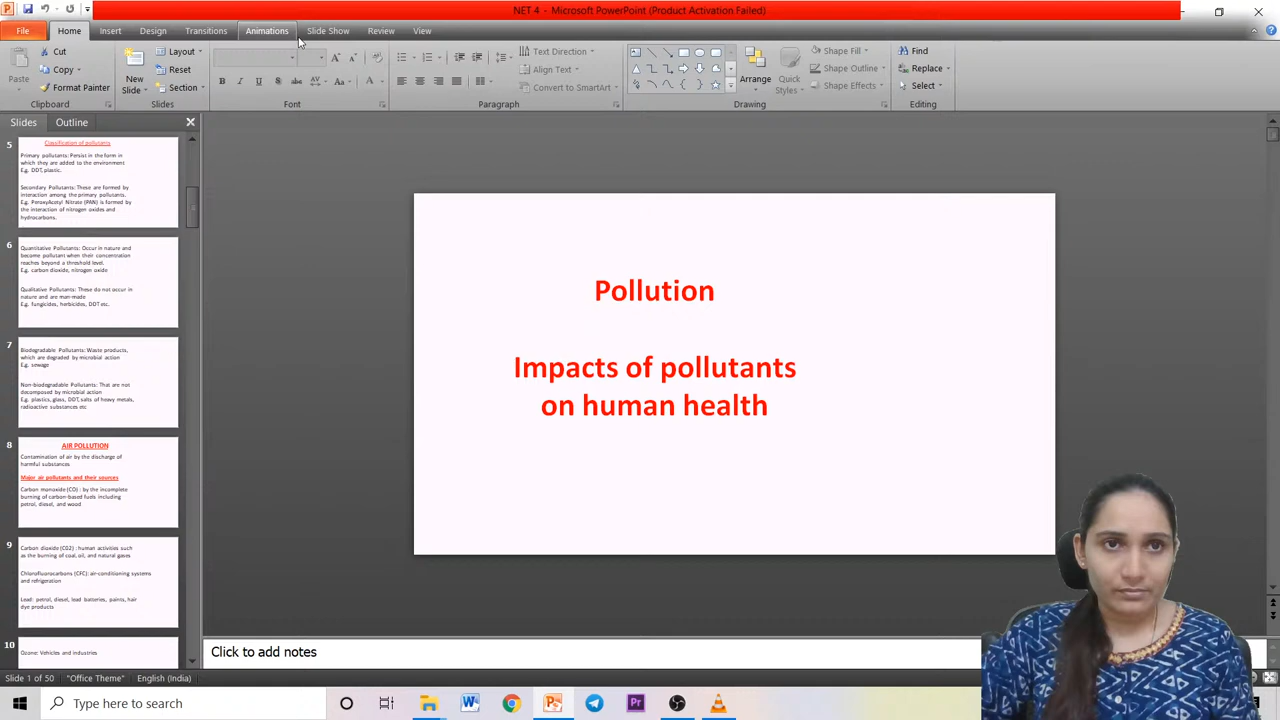 NET 4 - Microsoft PowerPoint (Product Activation Failed)
File Home Insert Design Transitions Animations Slide Show Review View
Paste
Cut
Copy
Format Painter
Clipboard
New Slide
Layout
Reset
Section
Slides
Font
Text Direction
Align Text
Convert to SmartArt
Paragraph
Arrange
Quick Styles
Shape Fill
Shape Outline
Shape Effects
Drawing
Find
Replace
Select
Editing
Slides Outline
5
Classification of pollutants
Primary pollutants: Persist in the form in
which they are added to the environment
E.g. DDT, plastic.
Secondary Pollutants: These are formed by
interaction among the primary pollutants.
E.g. PeroxyAcetyl Nitrate (PAN) is formed by
the interaction of nitrogen oxides and
hydrocarbons.
6
Quantitative Pollutants: Occur in nature and
become pollutant when their concentration
reaches beyond a threshold level.
E.g. carbon dioxide, nitrogen oxide
Qualitative Pollutants: These do not occur in
nature and are man-made
E.g. fungicides, herbicides, DDT etc.
7
Biodegradable Pollutants: Waste products,
which are degraded by microbial action
E.g. sewage
Non-biodegradable Pollutants: That are not
decomposed by microbial action
E.g. plastics, glass, DDT, salts of heavy metals,
radioactive substances etc
8
AIR POLLUTION
Contamination of air by the discharge of
harmful substances
Major air pollutants and their sources
Carbon monoxide (CO) : by the incomplete
burning of carbon-based fuels including
petrol, diesel, and wood
9
Carbon dioxide (C02) : human activities such
as the burning of coal, oil, and natural gases
Chlorofluorocarbons (CFC): air-conditioning systems
and refrigeration
Lead: petrol, diesel, lead batteries, paints, hair
dye products
10
Ozone: Vehicles and industries
Pollution
Impacts of pollutants
on human health
Click to add notes
Slide 1 of 50 "Office Theme" English (India)
Type here to search